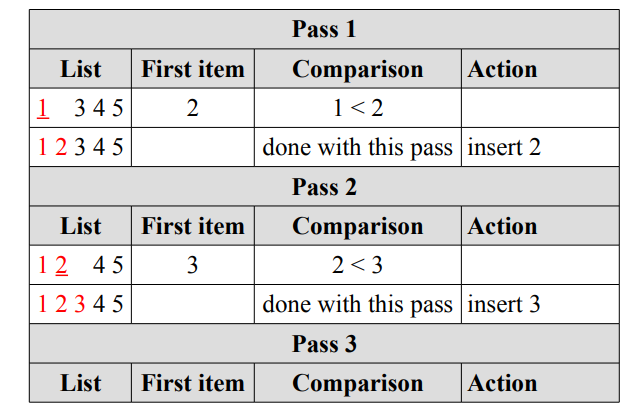 Pass 1
List First item Comparison Action
1 3 4 5 2 1 < 2
1 2 3 4 5 done with this pass insert 2
Pass 2
List First item Comparison Action
1 2 4 5 3 2 < 3
1 2 3 4 5 done with this pass insert 3
Pass 3
List First item Comparison Action